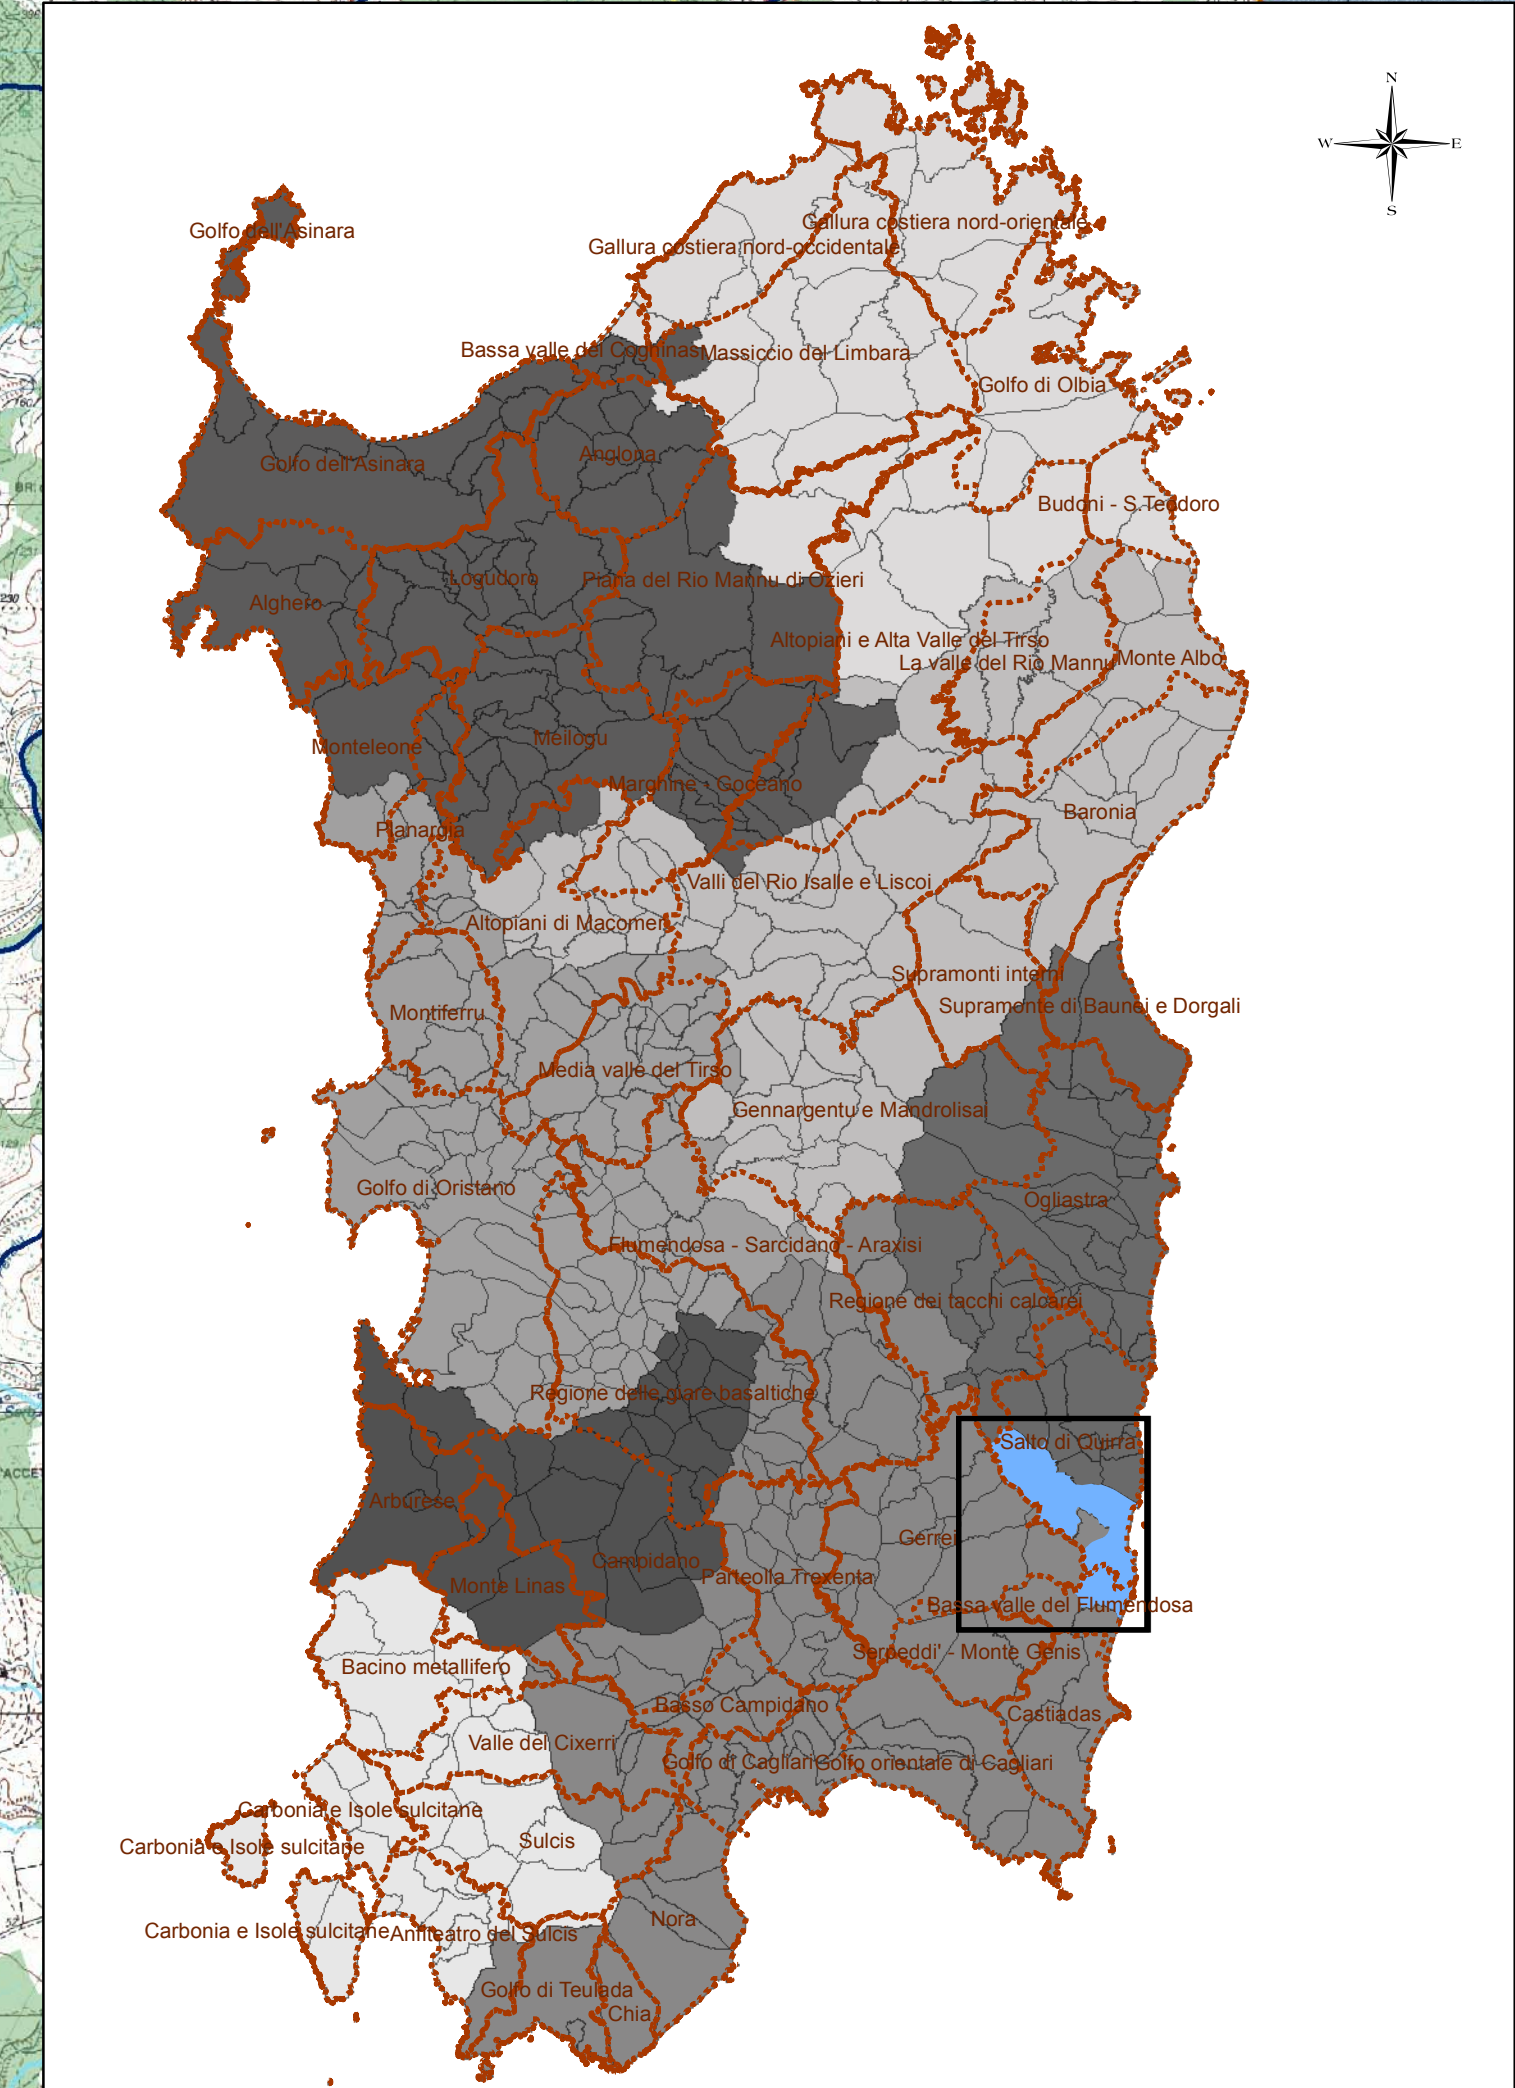 N
W E
S
Golfo dell'Asinara
Gallura costiera nord-orientale
Gallura costiera nord-occidentale
Bassa valle del Coghinas
Massiccio del Limbara
Golfo di Olbia
Anglona
Golfo dell'Asinara
Budoni - S.Teodoro
Logudoro
Piana del Rio Mannu di Ozieri
Alghero
Altopiani e Alta Valle del Tirso
La valle del Rio Mannu
Monte Albo
Monteleone
Meilogu
Marghine - Goceano
Baronia
Planargia
Valli del Rio Isalle e Liscoi
Altopiani di Macomer
Supramonti interni
Supramonte di Baunei e Dorgali
Montiferru
Media valle del Tirso
Gennargentu e Mandrolisai
Golfo di Oristano
Ogliastra
Flumendosa - Sarcidano - Araxisi
Regione dei tacchi calcarei
Regione delle giare basaltiche
Salto di Quirra
Arburese
Gerrei
Campidano
Monte Linas
Parteolla Trexenta
Bassa valle del Flumendosa
Serpeddi' - Monte Genis
Bacino metallifero
Basso Campidano
Castiadas
Valle del Cixerri
Golfo di Cagliari
Golfo orientale di Cagliari
Carbonia e Isole sulcitane
Carbonia e Isole sulcitane
Sulcis
Nora
Carbonia e Isole sulcitane
Anfiteatro del Sulcis
Golfo di Teulada
Chia